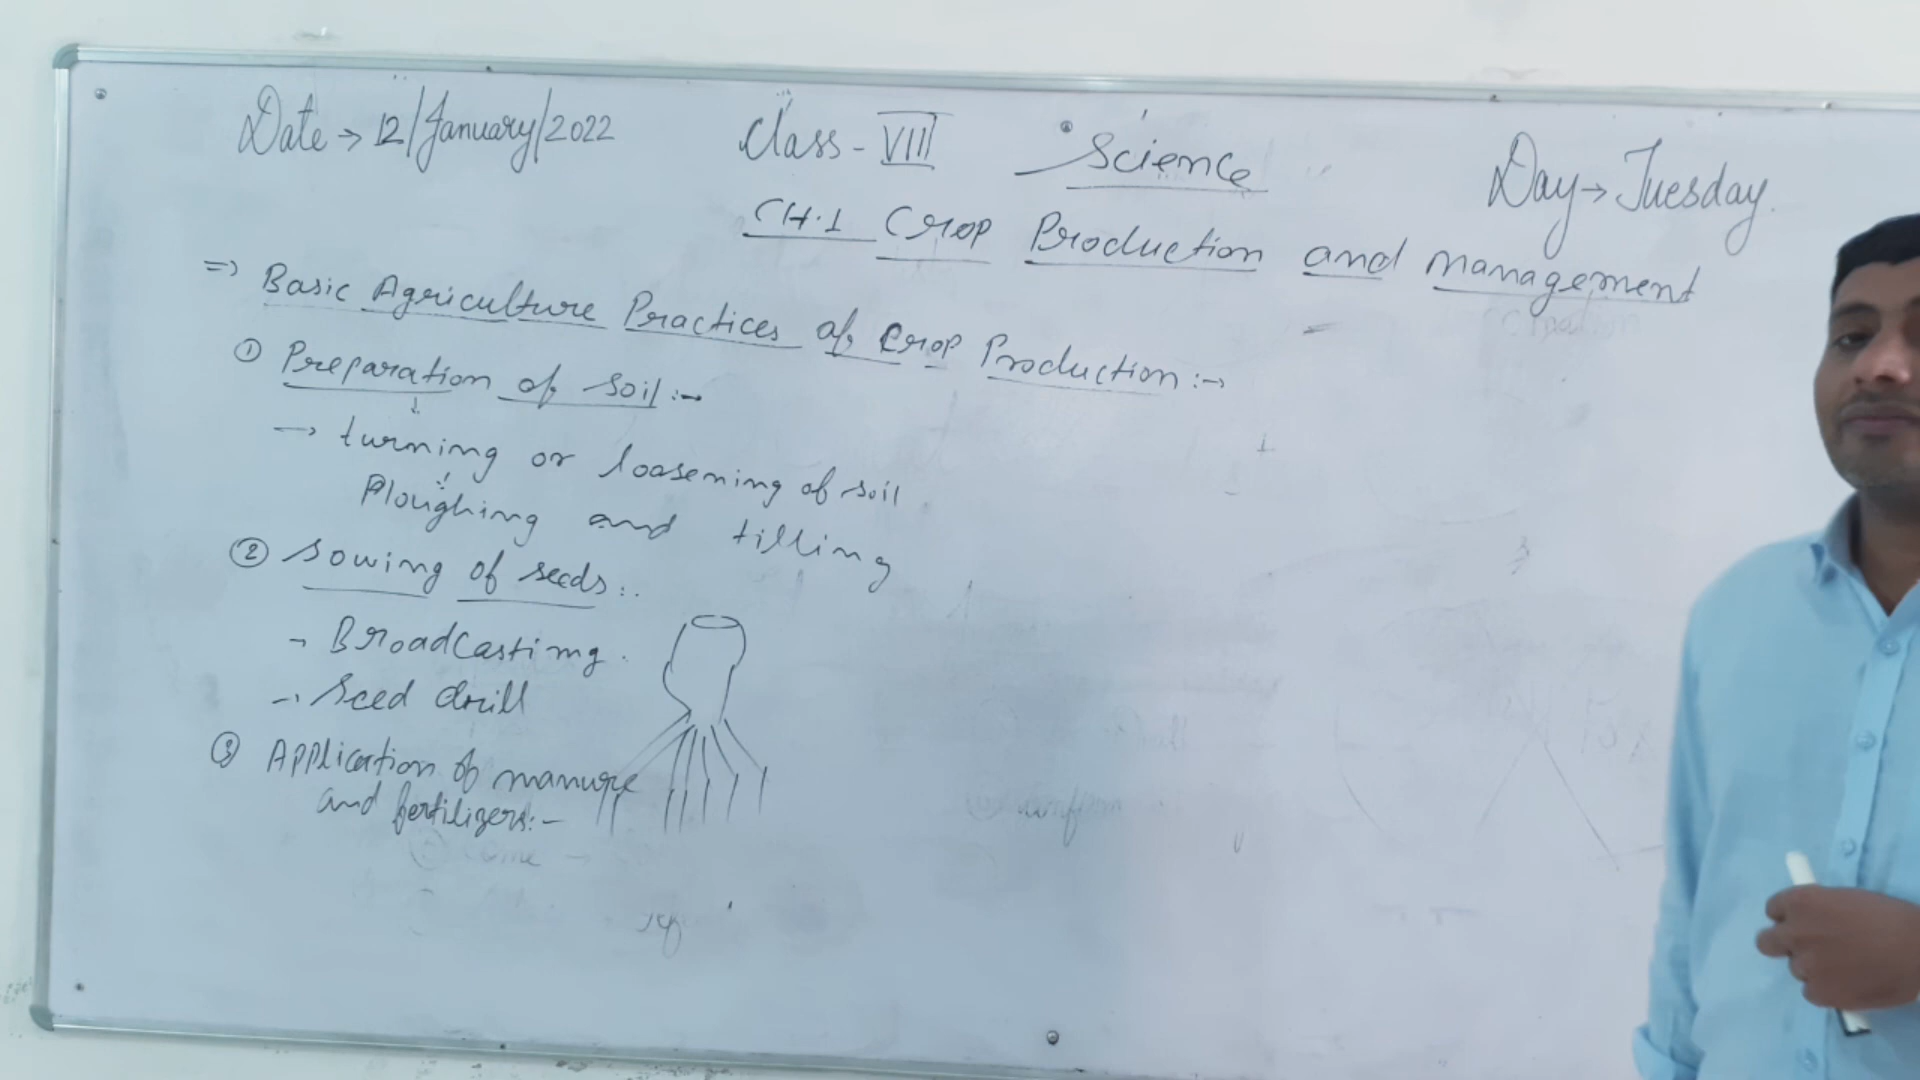 Date → 12/January/2022 Class - VIII Science Day → Tuesday.
CH.1 Crop Production and management
⇒ Basic Agriculture Practices of Crop Production :→
① Preparation of soil :→
→ turning or loasening of soil
Ploughing and tilling
② Sowing of seeds :.
→ Broadcasting.
→ Seed drill
③ Application of manure
and fertilizers:-